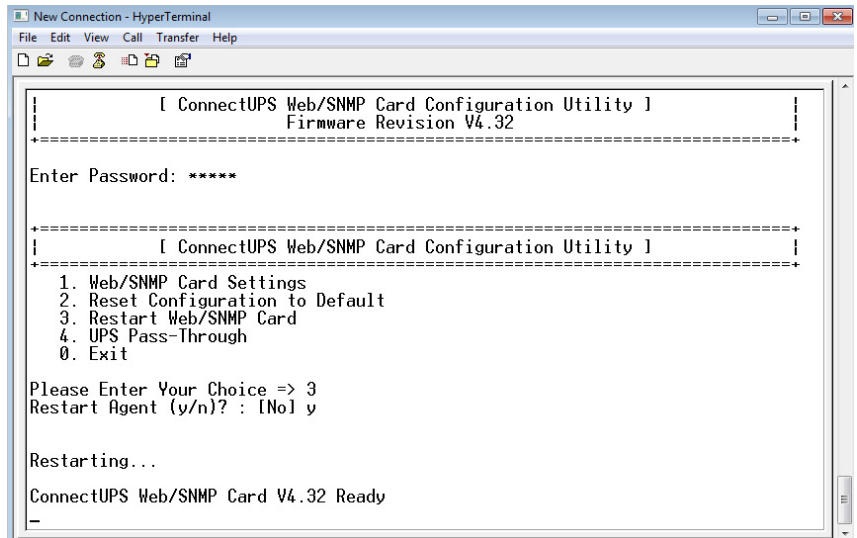 New Connection - HyperTerminal
File Edit View Call Transfer Help
[ ConnectUPS Web/SNMP Card Configuration Utility ]
Firmware Revision V4.32
Enter Password: *****
[ ConnectUPS Web/SNMP Card Configuration Utility ]
1. Web/SNMP Card Settings
2. Reset Configuration to Default
3. Restart Web/SNMP Card
4. UPS Pass-Through
0. Exit
Please Enter Your Choice => 3
Restart Agent (y/n)? : [No] y
Restarting...
ConnectUPS Web/SNMP Card V4.32 Ready